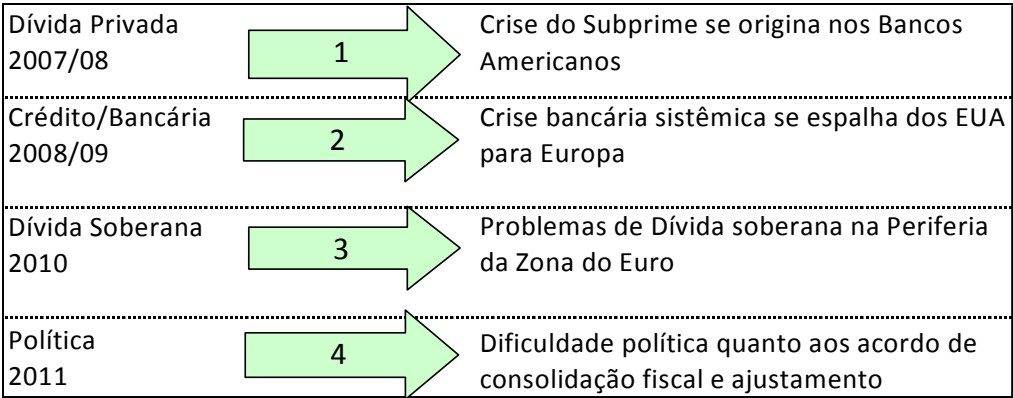 Dívida Privada
2007/08
1
Crise do Subprime se origina nos Bancos
Americanos
Crédito/Bancária
2008/09
2
Crise bancária sistêmica se espalha dos EUA
para Europa
Dívida Soberana
2010
3
Problemas de Dívida soberana na Periferia
da Zona do Euro
Política
2011
4
Dificuldade política quanto aos acordo de
consolidação fiscal e ajustamento